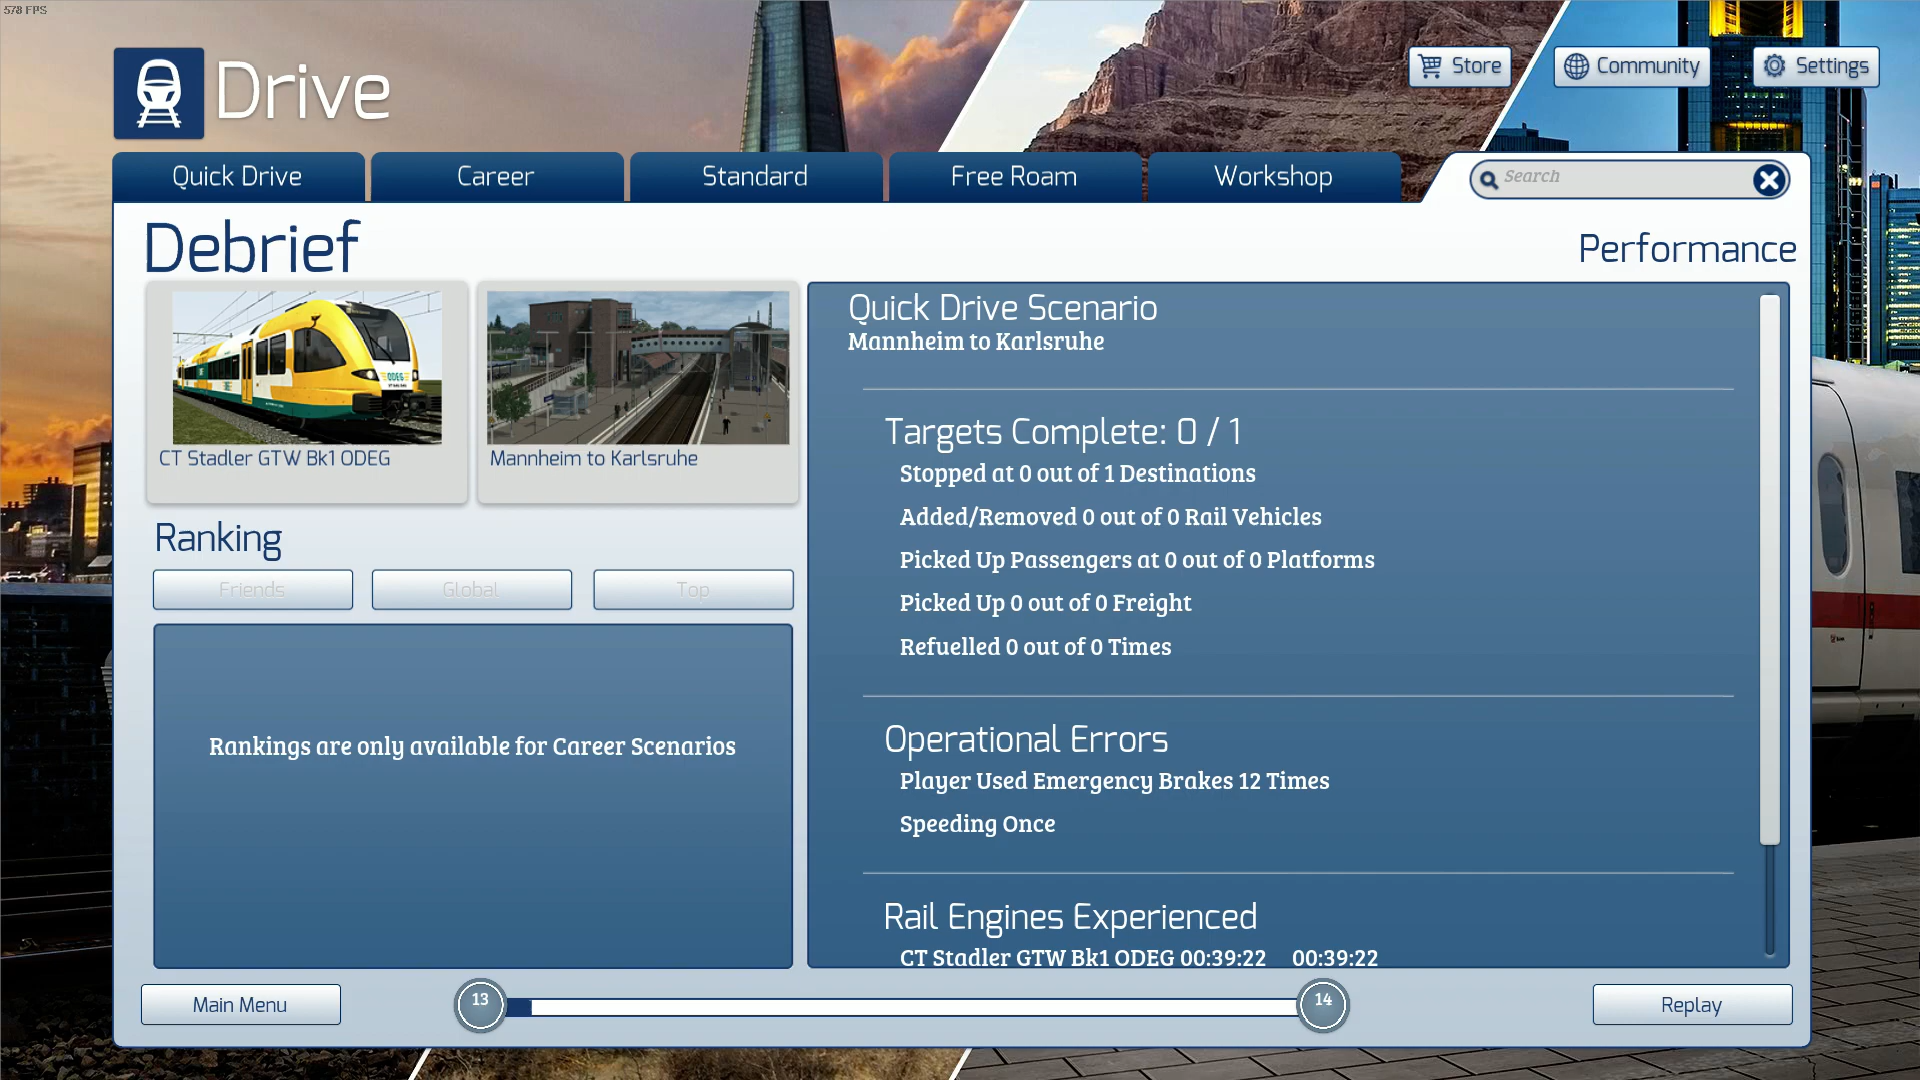 578 FPS
Drive
Store
Community
Settings
Quick Drive
Career
Standard
Free Roam
Workshop
Search
Debrief
Performance
CT Stadler GTW Bk1 ODEG
Mannheim to Karlsruhe
Ranking
Friends
Global
Top
Rankings are only available for Career Scenarios
Quick Drive Scenario
Mannheim to Karlsruhe
Targets Complete: 0 / 1
Stopped at 0 out of 1 Destinations
Added/Removed 0 out of 0 Rail Vehicles
Picked Up Passengers at 0 out of 0 Platforms
Picked Up 0 out of 0 Freight
Refuelled 0 out of 0 Times
Operational Errors
Player Used Emergency Brakes 12 Times
Speeding Once
Rail Engines Experienced
CT Stadler GTW Bk1 ODEG 00:39:22 00:39:22
Main Menu
13
14
Replay
ODEG